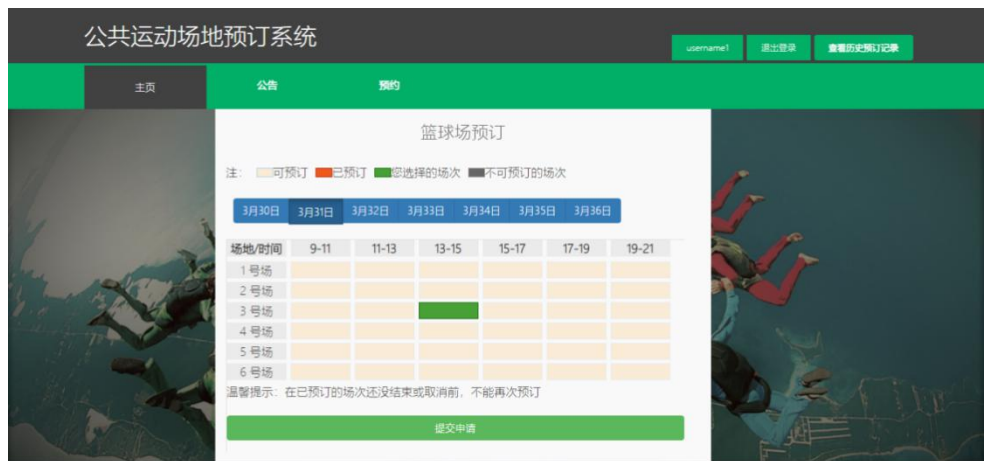 公共运动场地预订系统
username1 退出登录 查看历史预订记录
主页 公告 预约
篮球场预订
注： 可预订 已预订 您选择的场次 不可预订的场次
3月30日 3月31日 3月32日 3月33日 3月34日 3月35日 3月36日
场地/时间 9-11 11-13 13-15 15-17 17-19 19-21
1号场
2号场
3号场
4号场
5号场
6号场
温馨提示：在已预订的场次还没结束或取消前，不能再次预订
提交申请